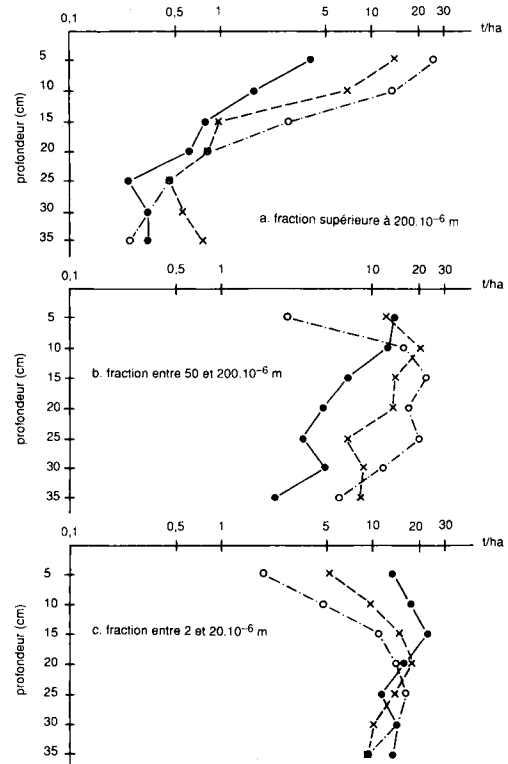 0,1 0,5 1 5 10 20 30 t/ha
profondeur (cm)
5
10
15
20
25
30
35
a. fraction supérieure à 200.10⁻⁶ m
0,1 0,5 1 10 20 30 t/ha
profondeur (cm)
5
10
15
20
25
30
35
b. fraction entre 50 et 200.10⁻⁶ m
0,1 0,5 1 5 10 20 30 t/ha
profondeur (cm)
5
10
15
20
25
30
35
c. fraction entre 2 et 20.10⁻⁶ m